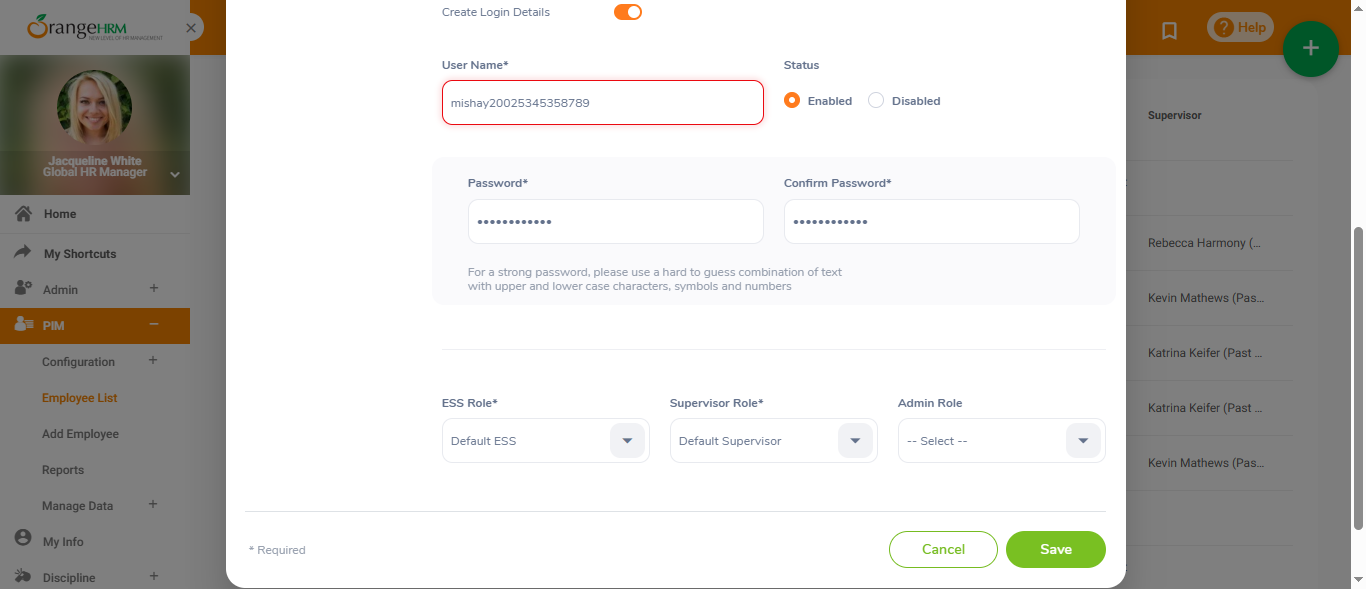 OrangeHRM
NEW LEVEL OF HR MANAGEMENT
Jacqueline White
Global HR Manager
Home
My Shortcuts
Admin
PIM
Configuration
Employee List
Add Employee
Reports
Manage Data
My Info
Discipline
Create Login Details
User Name*
mishay20025345358789
Status
Enabled
Disabled
Password*
••••••••••••
Confirm Password*
••••••••••••
For a strong password, please use a hard to guess combination of text
with upper and lower case characters, symbols and numbers
ESS Role*
Default ESS
Supervisor Role*
Default Supervisor
Admin Role
-- Select --
* Required
Cancel
Save
? Help
Supervisor
Rebecca Harmony (...
Kevin Mathews (Pas...
Katrina Keifer (Past ...
Katrina Keifer (Past ...
Kevin Mathews (Pas...